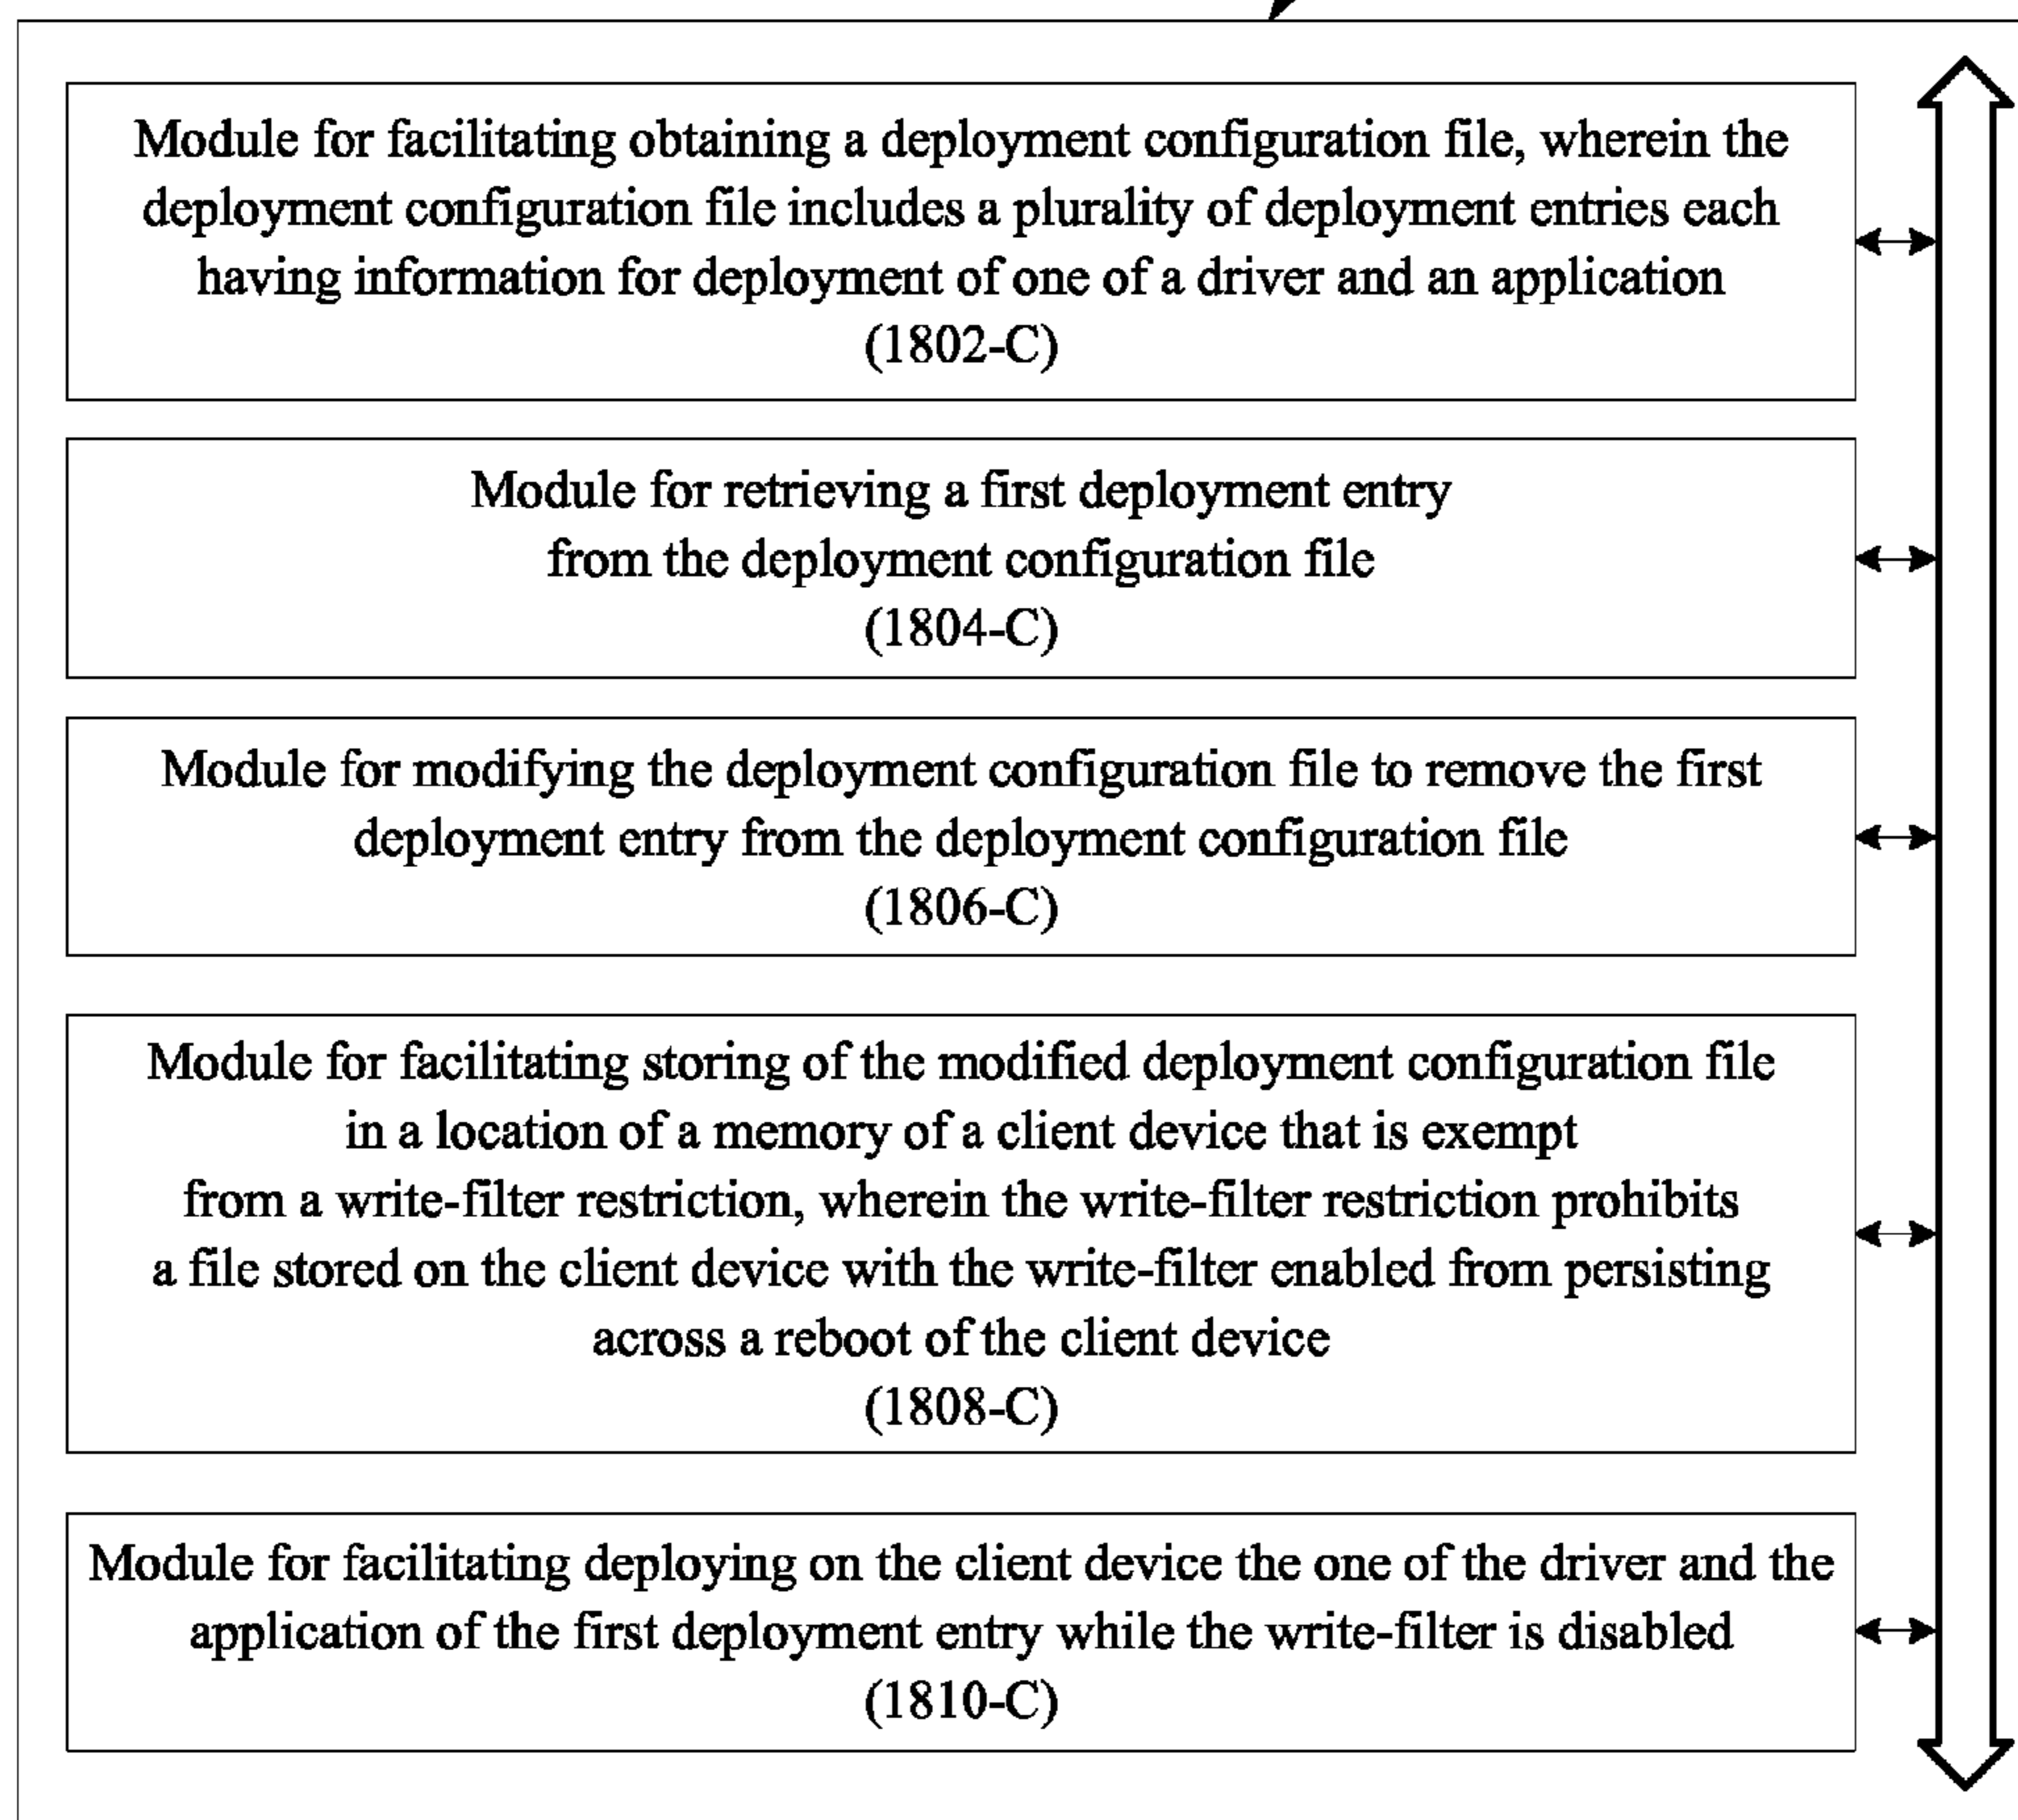 Module for facilitating obtaining a deployment configuration file, wherein the
deployment configuration file includes a plurality of deployment entries each
having information for deployment of one of a driver and an application
(1802-C)
Module for retrieving a first deployment entry
from the deployment configuration file
(1804-C)
Module for modifying the deployment configuration file to remove the first
deployment entry from the deployment configuration file
(1806-C)
Module for facilitating storing of the modified deployment configuration file
in a location of a memory of a client device that is exempt
from a write-filter restriction, wherein the write-filter restriction prohibits
a file stored on the client device with the write-filter enabled from persisting
across a reboot of the client device
(1808-C)
Module for facilitating deploying on the client device the one of the driver and the
application of the first deployment entry while the write-filter is disabled
(1810-C)